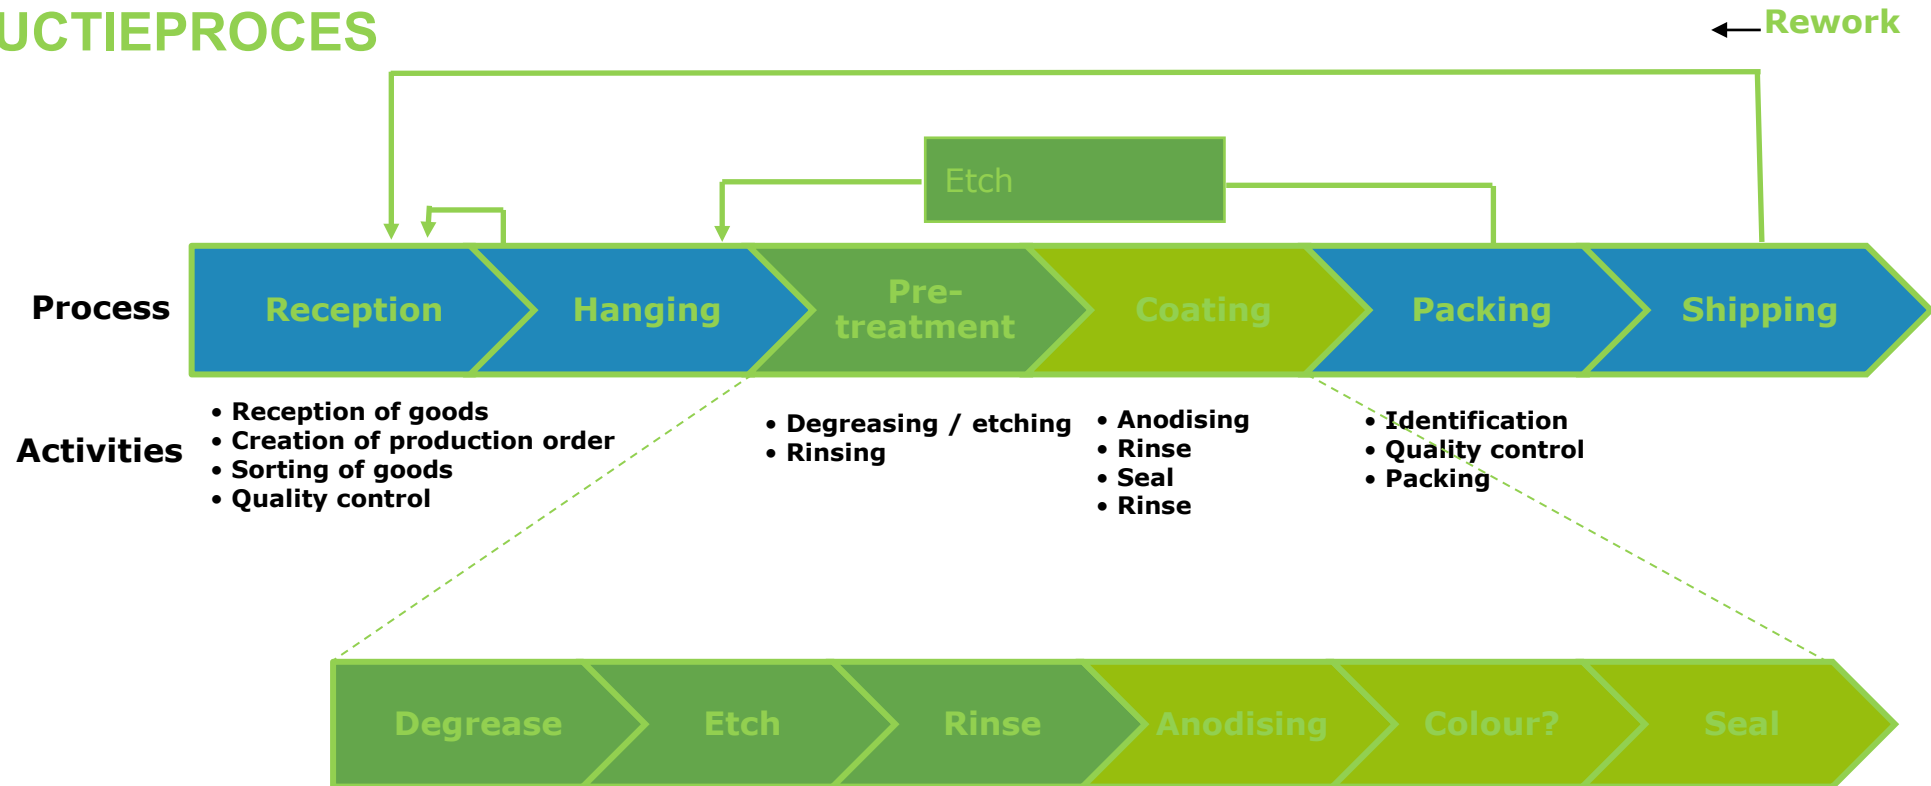 UCTIEPROCES
Rework
Etch
Process
Reception
Hanging
Pre-
treatment
Coating
Packing
Shipping
Activities
• Reception of goods
• Creation of production order
• Sorting of goods
• Quality control
• Degreasing / etching
• Rinsing
• Anodising
• Rinse
• Seal
• Rinse
• Identification
• Quality control
• Packing
Degrease
Etch
Rinse
Anodising
Colour?
Seal